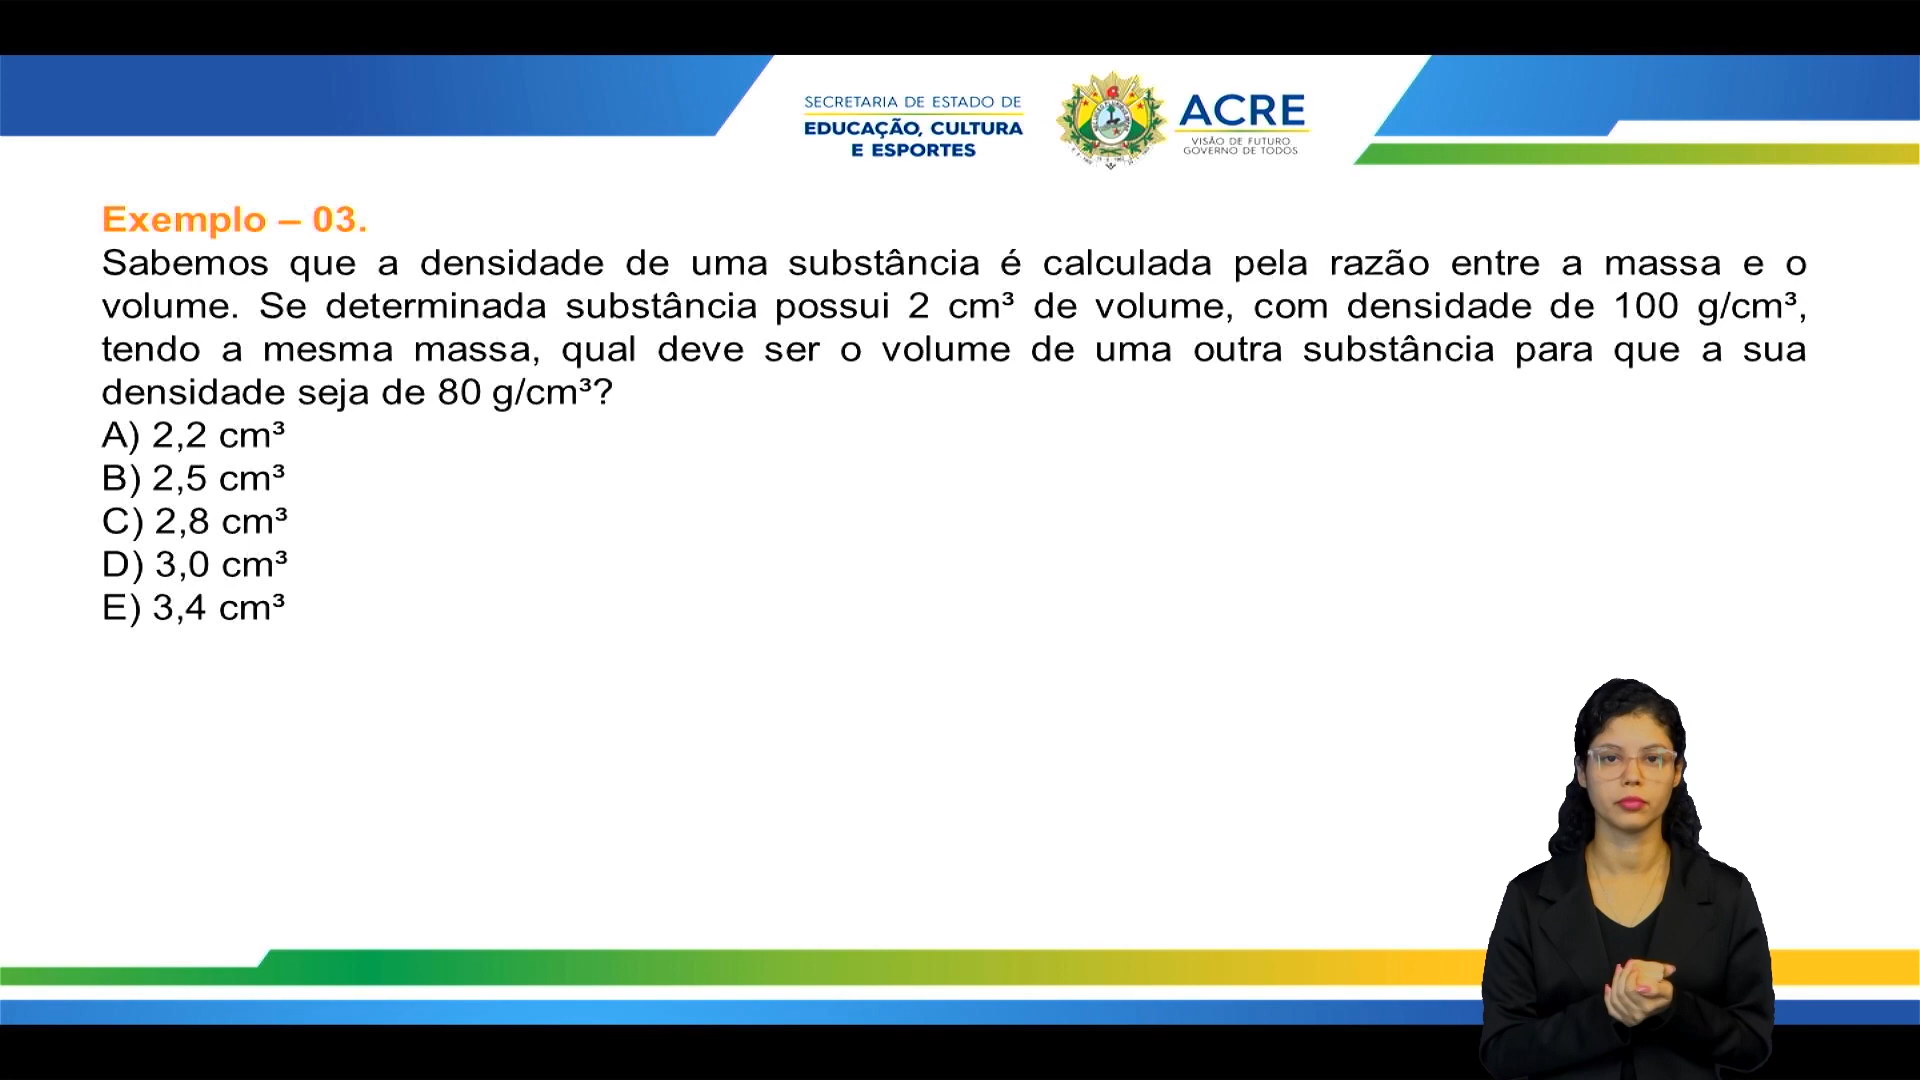 SECRETARIA DE ESTADO DE
EDUCAÇÃO, CULTURA
E ESPORTES
ACRE
VISÃO DE FUTURO
GOVERNO DE TODOS
Exemplo – 03.
Sabemos que a densidade de uma substância é calculada pela razão entre a massa e o
volume. Se determinada substância possui 2 cm³ de volume, com densidade de 100 g/cm³,
tendo a mesma massa, qual deve ser o volume de uma outra substância para que a sua
densidade seja de 80 g/cm³?
A) 2,2 cm³
B) 2,5 cm³
C) 2,8 cm³
D) 3,0 cm³
E) 3,4 cm³